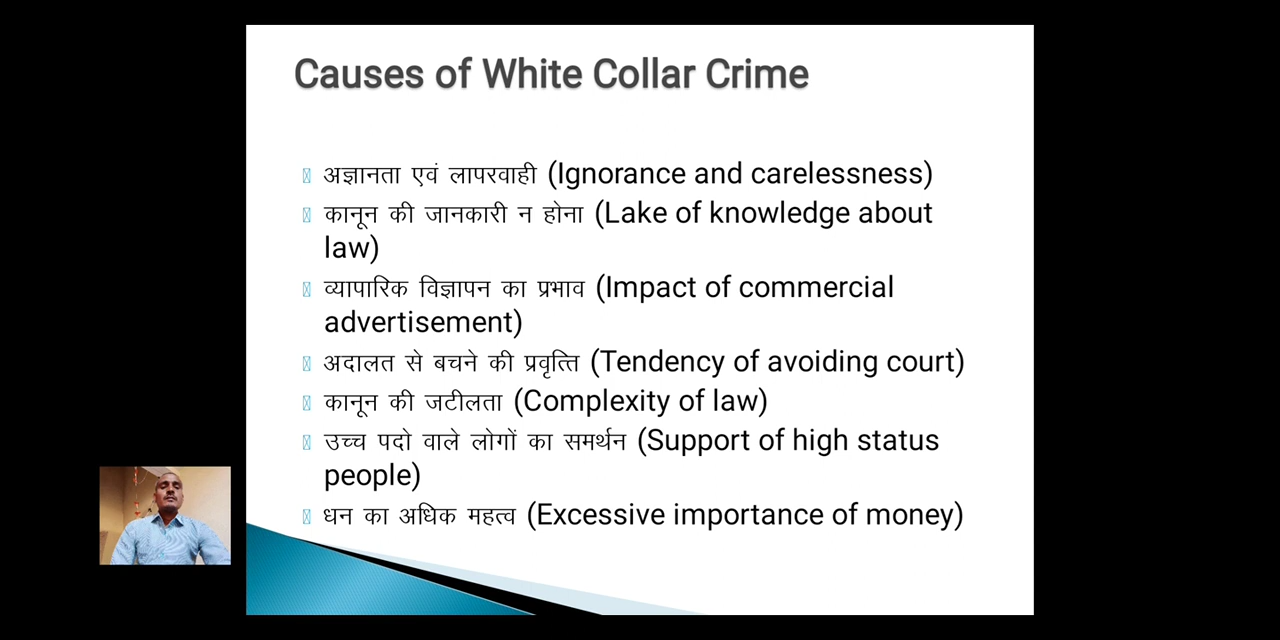 Causes of White Collar Crime
अज्ञानता एवं लापरवाही (Ignorance and carelessness)
कानून की जानकारी न होना (Lake of knowledge about
law)
व्यापारिक विज्ञापन का प्रभाव (Impact of commercial
advertisement)
अदालत से बचने की प्रवृत्ति (Tendency of avoiding court)
कानून की जटीलता (Complexity of law)
उच्च पदो वाले लोगों का समर्थन (Support of high status
people)
धन का अधिक महत्व (Excessive importance of money)